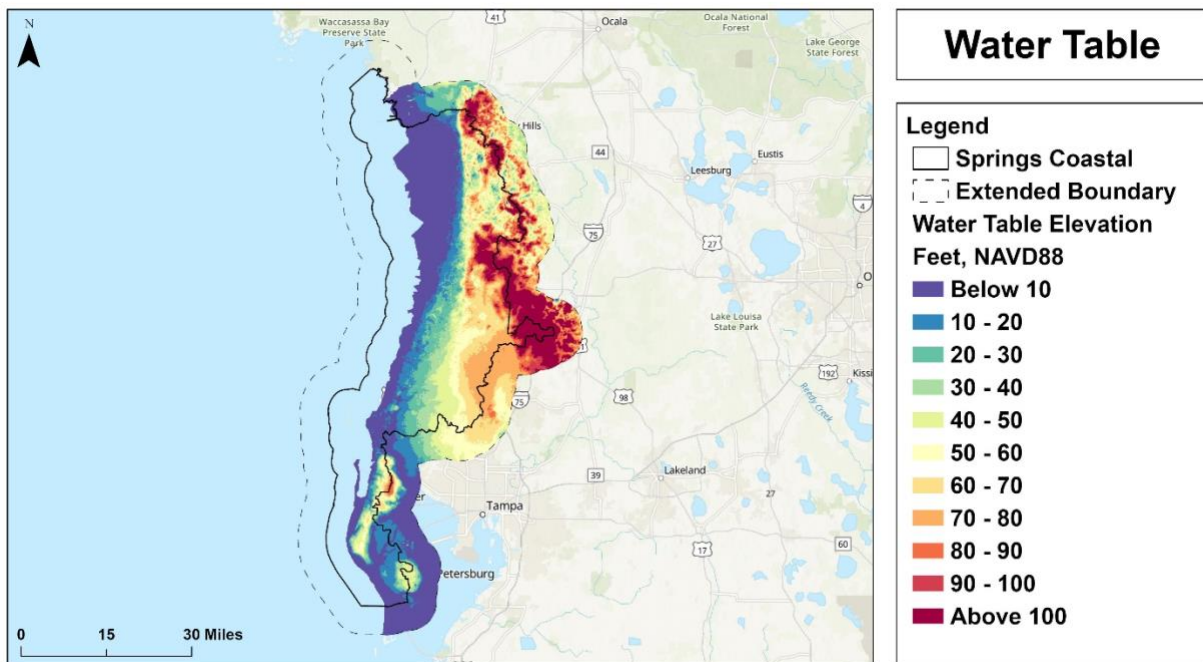 N
Waccasassa Bay
Preserve State
Park
41
Ocala
Ocala National
Forest
Lake George
State Forest
Hills
44
Leesburg
Eustis
4
75
27
Lake Louisa
State Park
192
Kissi
Reedy Creek
75
98
39
Lakeland
27
Tampa
17
60
Petersburg
0 15 30 Miles
Water Table
Legend
Springs Coastal
Extended Boundary
Water Table Elevation
Feet, NAVD88
Below 10
10 - 20
20 - 30
30 - 40
40 - 50
50 - 60
60 - 70
70 - 80
80 - 90
90 - 100
Above 100